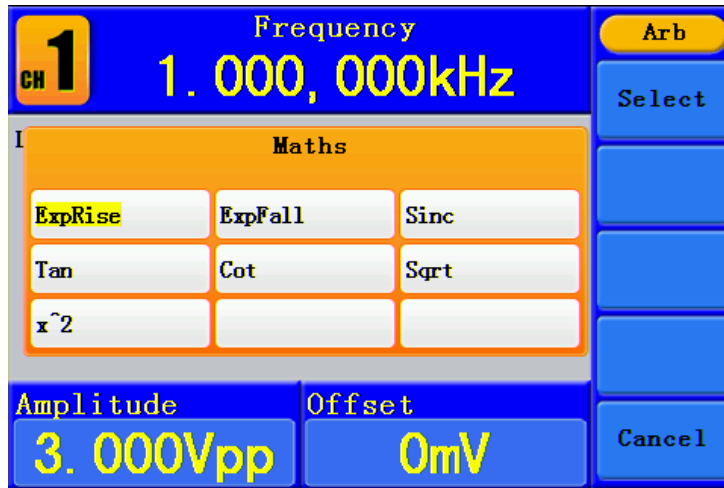 CH 1
Frequency
1.000,000kHz
Arb
Select
Maths
ExpRise ExpFall Sinc
Tan Cot Sqrt
x^2
Amplitude Offset
3.000Vpp 0mV
Cancel